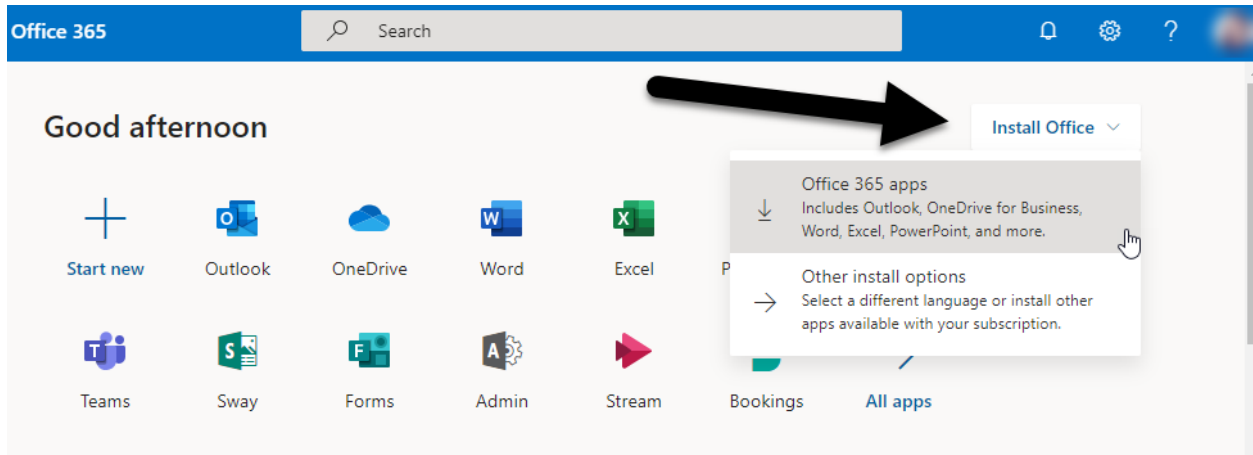 Office 365
Search
?
Good afternoon
Install Office
Office 365 apps
Includes Outlook, OneDrive for Business,
Word, Excel, PowerPoint, and more.
Start new
Outlook
OneDrive
Word
Excel
P
Other install options
Select a different language or install other
apps available with your subscription.
Teams
Sway
Forms
Admin
Stream
Bookings
All apps